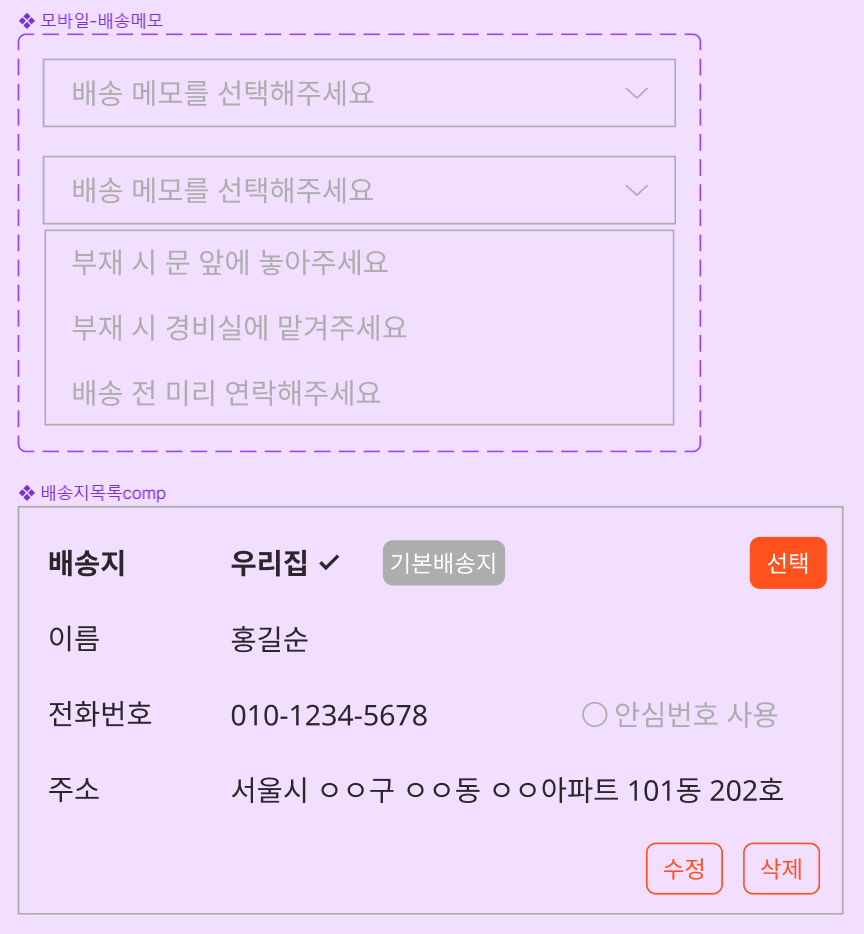 ❖ 모바일-배송메모
배송 메모를 선택해주세요
배송 메모를 선택해주세요
부재 시 문 앞에 놓아주세요
부재 시 경비실에 맡겨주세요
배송 전 미리 연락해주세요
❖ 배송지목록comp
배송지 우리집 ✓ 기본배송지 선택
이름 홍길순
전화번호 010-1234-5678 안심번호 사용
주소 서울시 ㅇㅇ구 ㅇㅇ동 ㅇㅇ아파트 101동 202호
수정 삭제